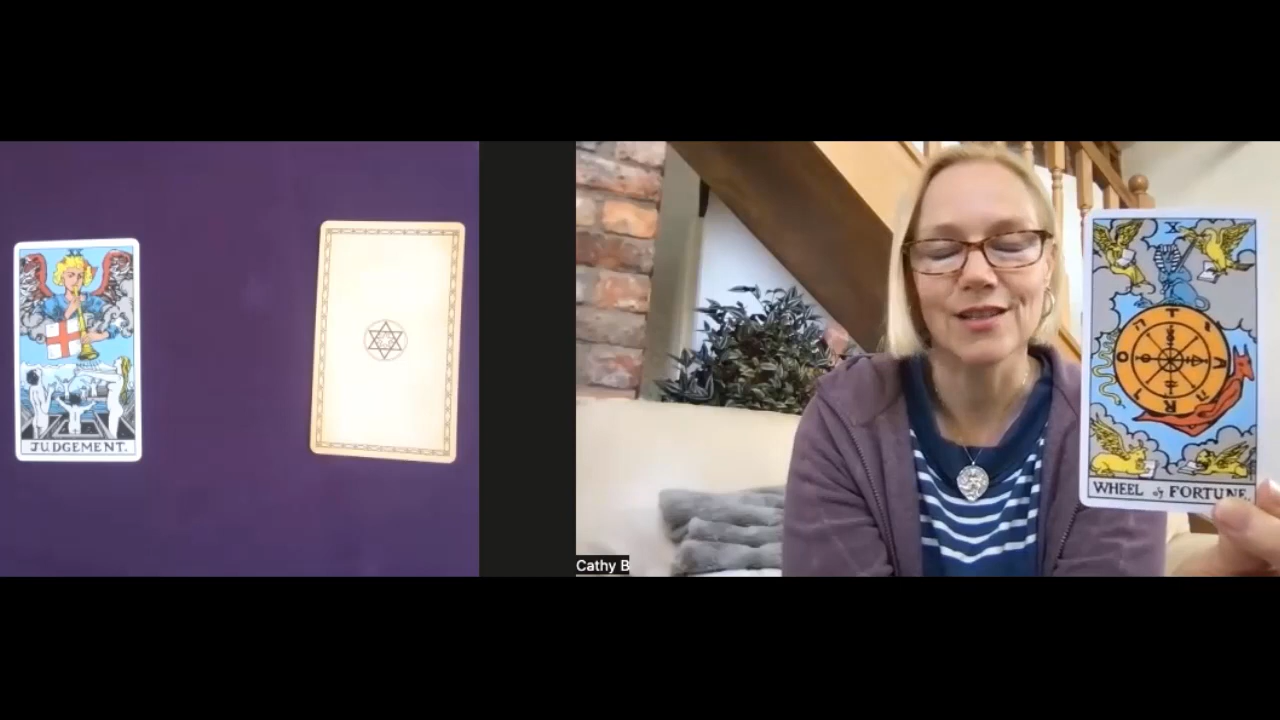 XX
JUDGEMENT.
Cathy B
X
T A R O
WHEEL of FORTUNE.